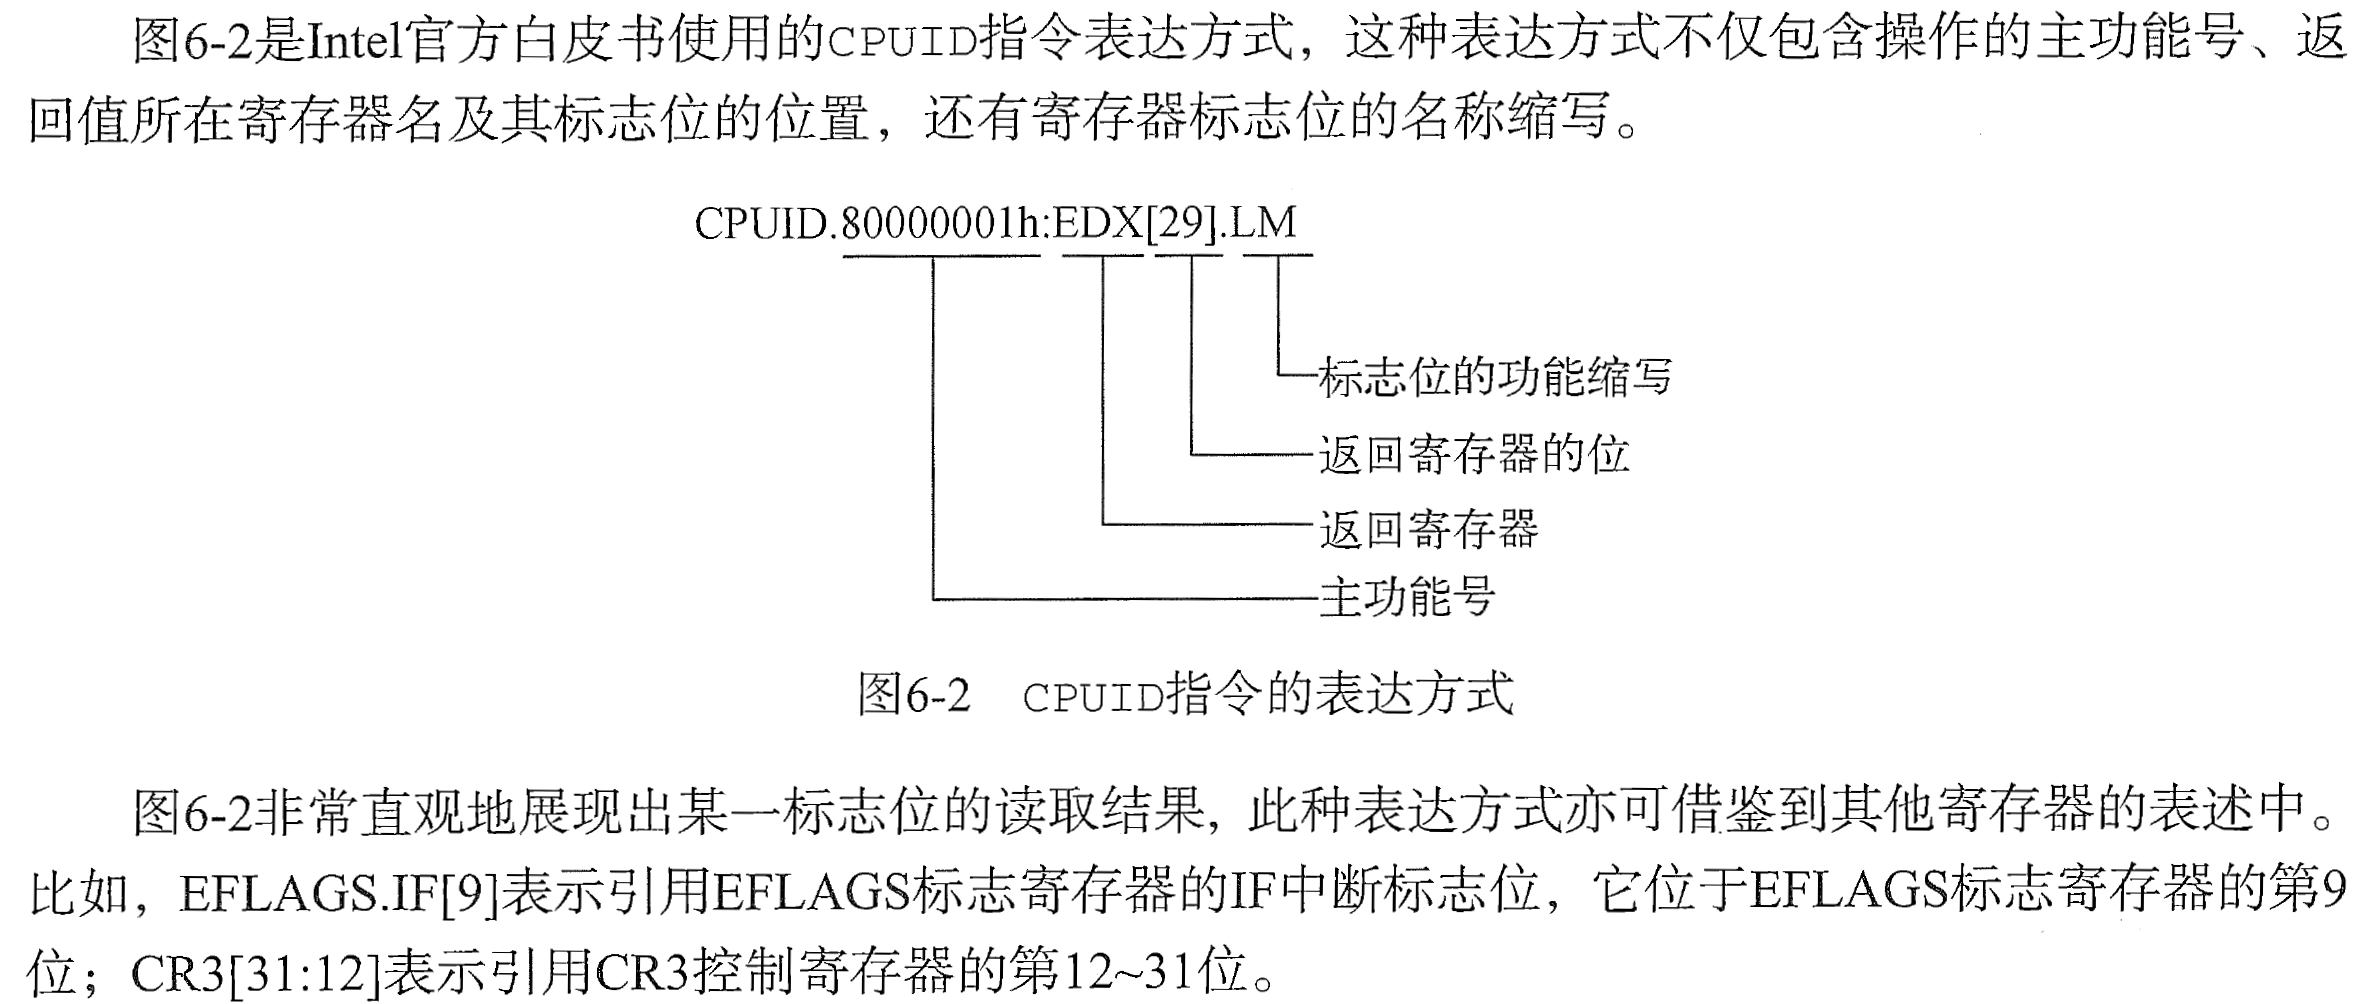 图6-2是Intel官方白皮书使用的CPUID指令表达方式，这种表达方式不仅包含操作的主功能号、返
回值所在寄存器名及其标志位的位置，还有寄存器标志位的名称缩写。
CPUID.80000001h:EDX[29].LM
标志位的功能缩写
返回寄存器的位
返回寄存器
主功能号
图6-2 CPUID指令的表达方式
图6-2非常直观地展现出某一标志位的读取结果，此种表达方式亦可借鉴到其他寄存器的表述中。
比如，EFLAGS.IF[9]表示引用EFLAGS标志寄存器的IF中断标志位，它位于EFLAGS标志寄存器的第9
位；CR3[31:12]表示引用CR3控制寄存器的第12~31位。